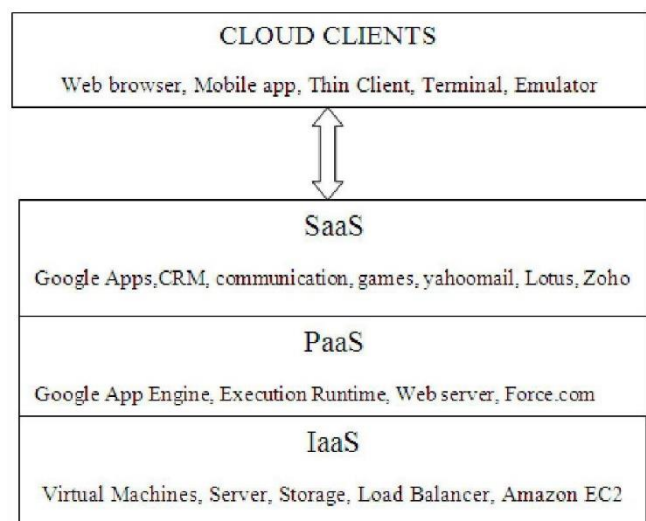 CLOUD CLIENTS
Web browser, Mobile app, Thin Client, Terminal, Emulator
SaaS
Google Apps,CRM, communication, games, yahoomail, Lotus, Zoho
PaaS
Google App Engine, Execution Runtime, Web server, Force.com
IaaS
Virtual Machines, Server, Storage, Load Balancer, Amazon EC2